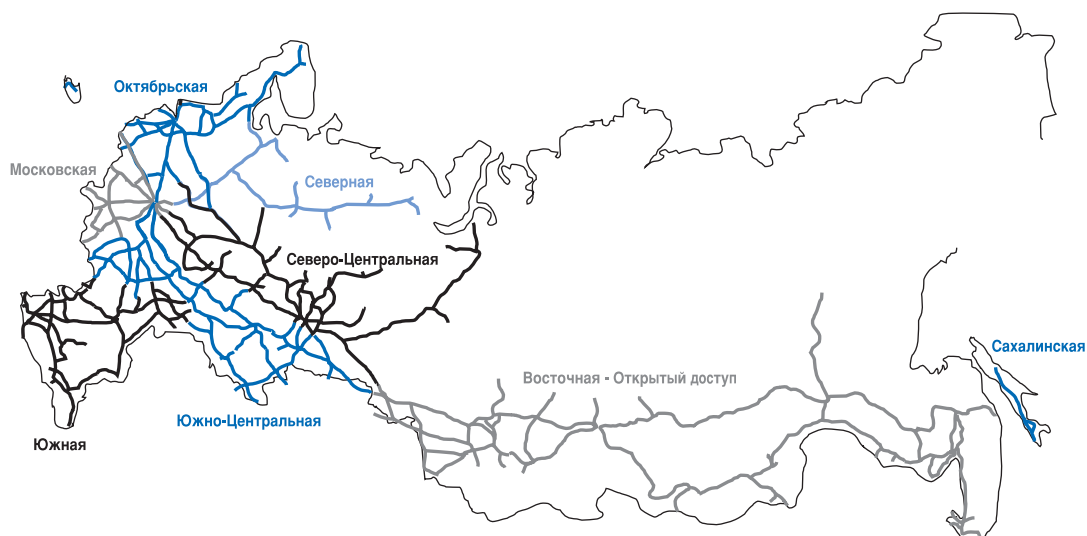 Октябрьская
Московская
Северная
Северо-Центральная
Сахалинская
Восточная - Открытый доступ
Южно-Центральная
Южная